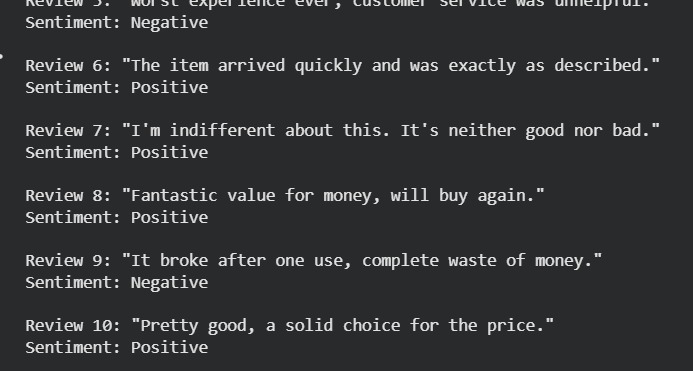 Review 5: "Worst experience ever, customer service was unhelpful."
Sentiment: Negative
Review 6: "The item arrived quickly and was exactly as described."
Sentiment: Positive
Review 7: "I'm indifferent about this. It's neither good nor bad."
Sentiment: Positive
Review 8: "Fantastic value for money, will buy again."
Sentiment: Positive
Review 9: "It broke after one use, complete waste of money."
Sentiment: Negative
Review 10: "Pretty good, a solid choice for the price."
Sentiment: Positive